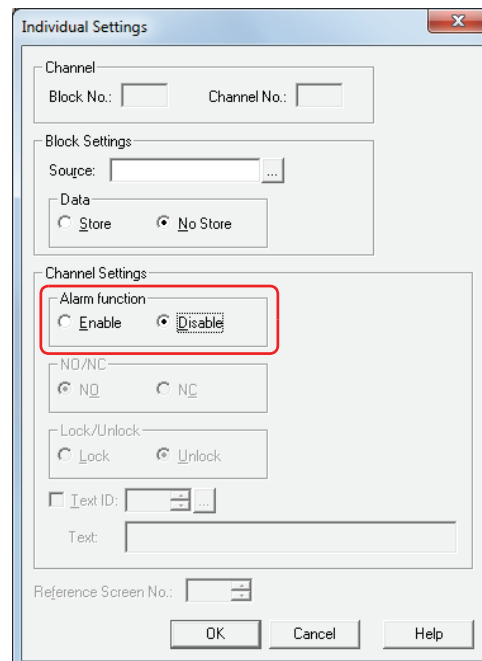 Individual Settings
Channel
Block No.: Channel No.:
Block Settings
Source: ...
Data
Store No Store
Channel Settings
Alarm function
Enable Disable
NO/NC
NO NC
Lock/Unlock
Lock Unlock
Text ID: ...
Text:
Reference Screen No.:
OK Cancel Help